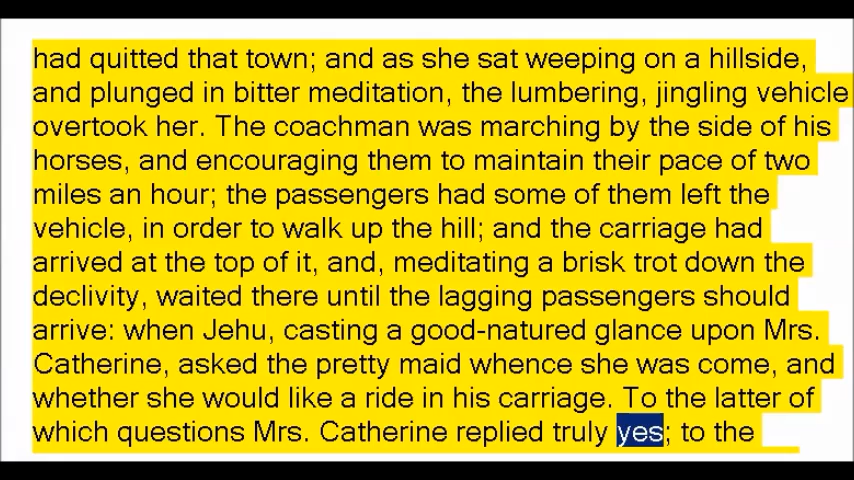 had quitted that town; and as she sat weeping on a hillside,
and plunged in bitter meditation, the lumbering, jingling vehicle
overtook her. The coachman was marching by the side of his
horses, and encouraging them to maintain their pace of two
miles an hour; the passengers had some of them left the
vehicle, in order to walk up the hill; and the carriage had
arrived at the top of it, and, meditating a brisk trot down the
declivity, waited there until the lagging passengers should
arrive: when Jehu, casting a good-natured glance upon Mrs.
Catherine, asked the pretty maid whence she was come, and
whether she would like a ride in his carriage. To the latter of
which questions Mrs. Catherine replied truly yes; to the